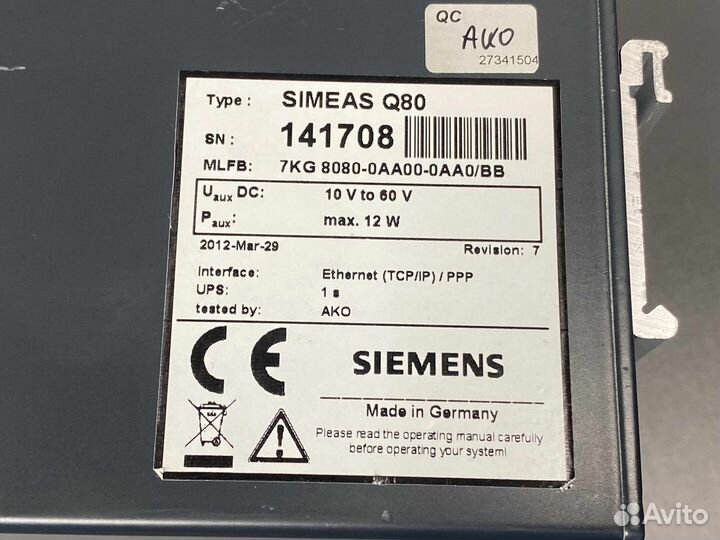 QC
AKO
27341504
Type : SIMEAS Q80
SN : 141708
MLFB: 7KG 8080-0AA00-0AA0/BB
Uaux DC: 10 V to 60 V
Paux: max. 12 W
2012-Mar-29 Revision: 7
Interface: Ethernet (TCP/IP) / PPP
UPS: 1 s
tested by: AKO
CE SIEMENS
Made in Germany
Please read the operating manual carefully
before operating your system!
Avito